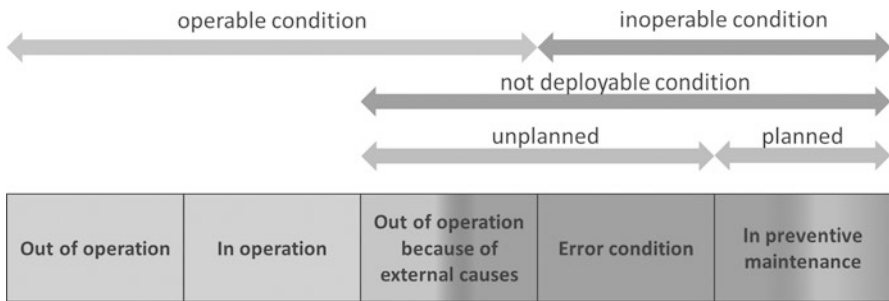 operable condition
inoperable condition
not deployable condition
unplanned
planned
Out of operation
In operation
Out of operation
because of
external causes
Error condition
In preventive
maintenance